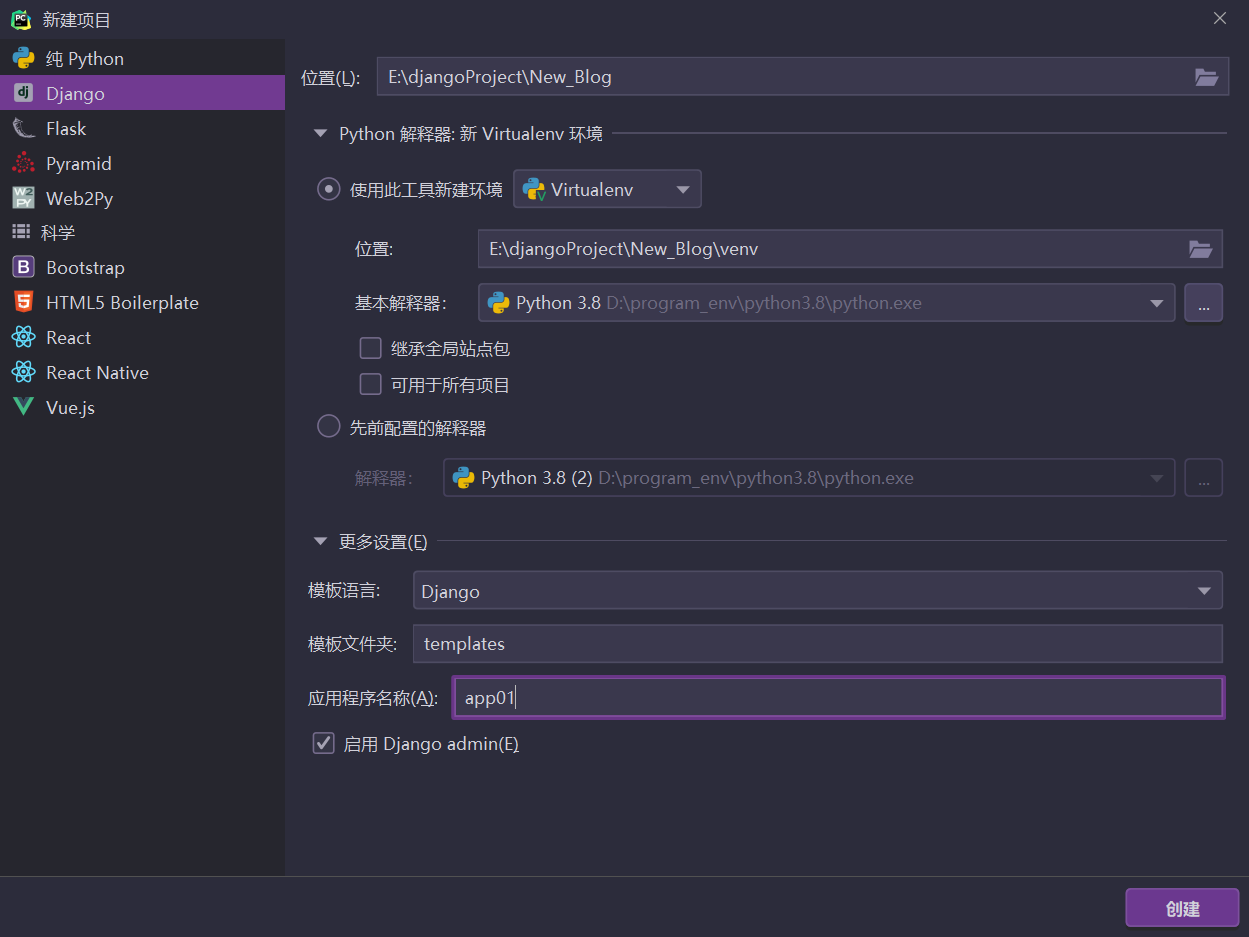 新建项目
纯 Python
Django
Flask
Pyramid
Web2Py
科学
Bootstrap
HTML5 Boilerplate
React
React Native
Vue.js
位置(L): E:\djangoProject\New_Blog
Python 解释器: 新 Virtualenv 环境
使用此工具新建环境 Virtualenv
位置: E:\djangoProject\New_Blog\venv
基本解释器: Python 3.8 D:\program_env\python3.8\python.exe ...
继承全局站点包
可用于所有项目
先前配置的解释器
解释器: Python 3.8 (2) D:\program_env\python3.8\python.exe ...
更多设置(E)
模板语言: Django
模板文件夹: templates
应用程序名称(A): app01
启用 Django admin(E)
创建